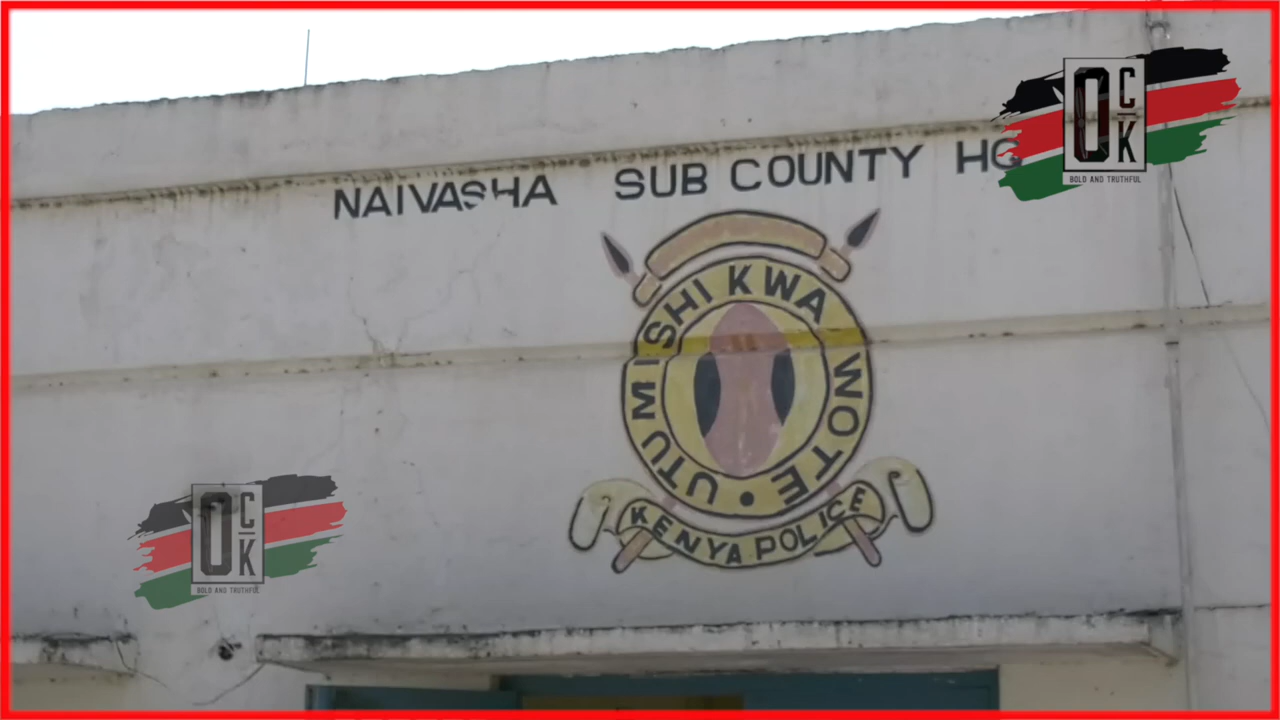 NAIVASHA SUB COUNTY HQ
UTUMISHI KWA WOTE
KENYA POLICE
OCK
BOLD AND TRUTHFUL
OCK
BOLD AND TRUTHFUL